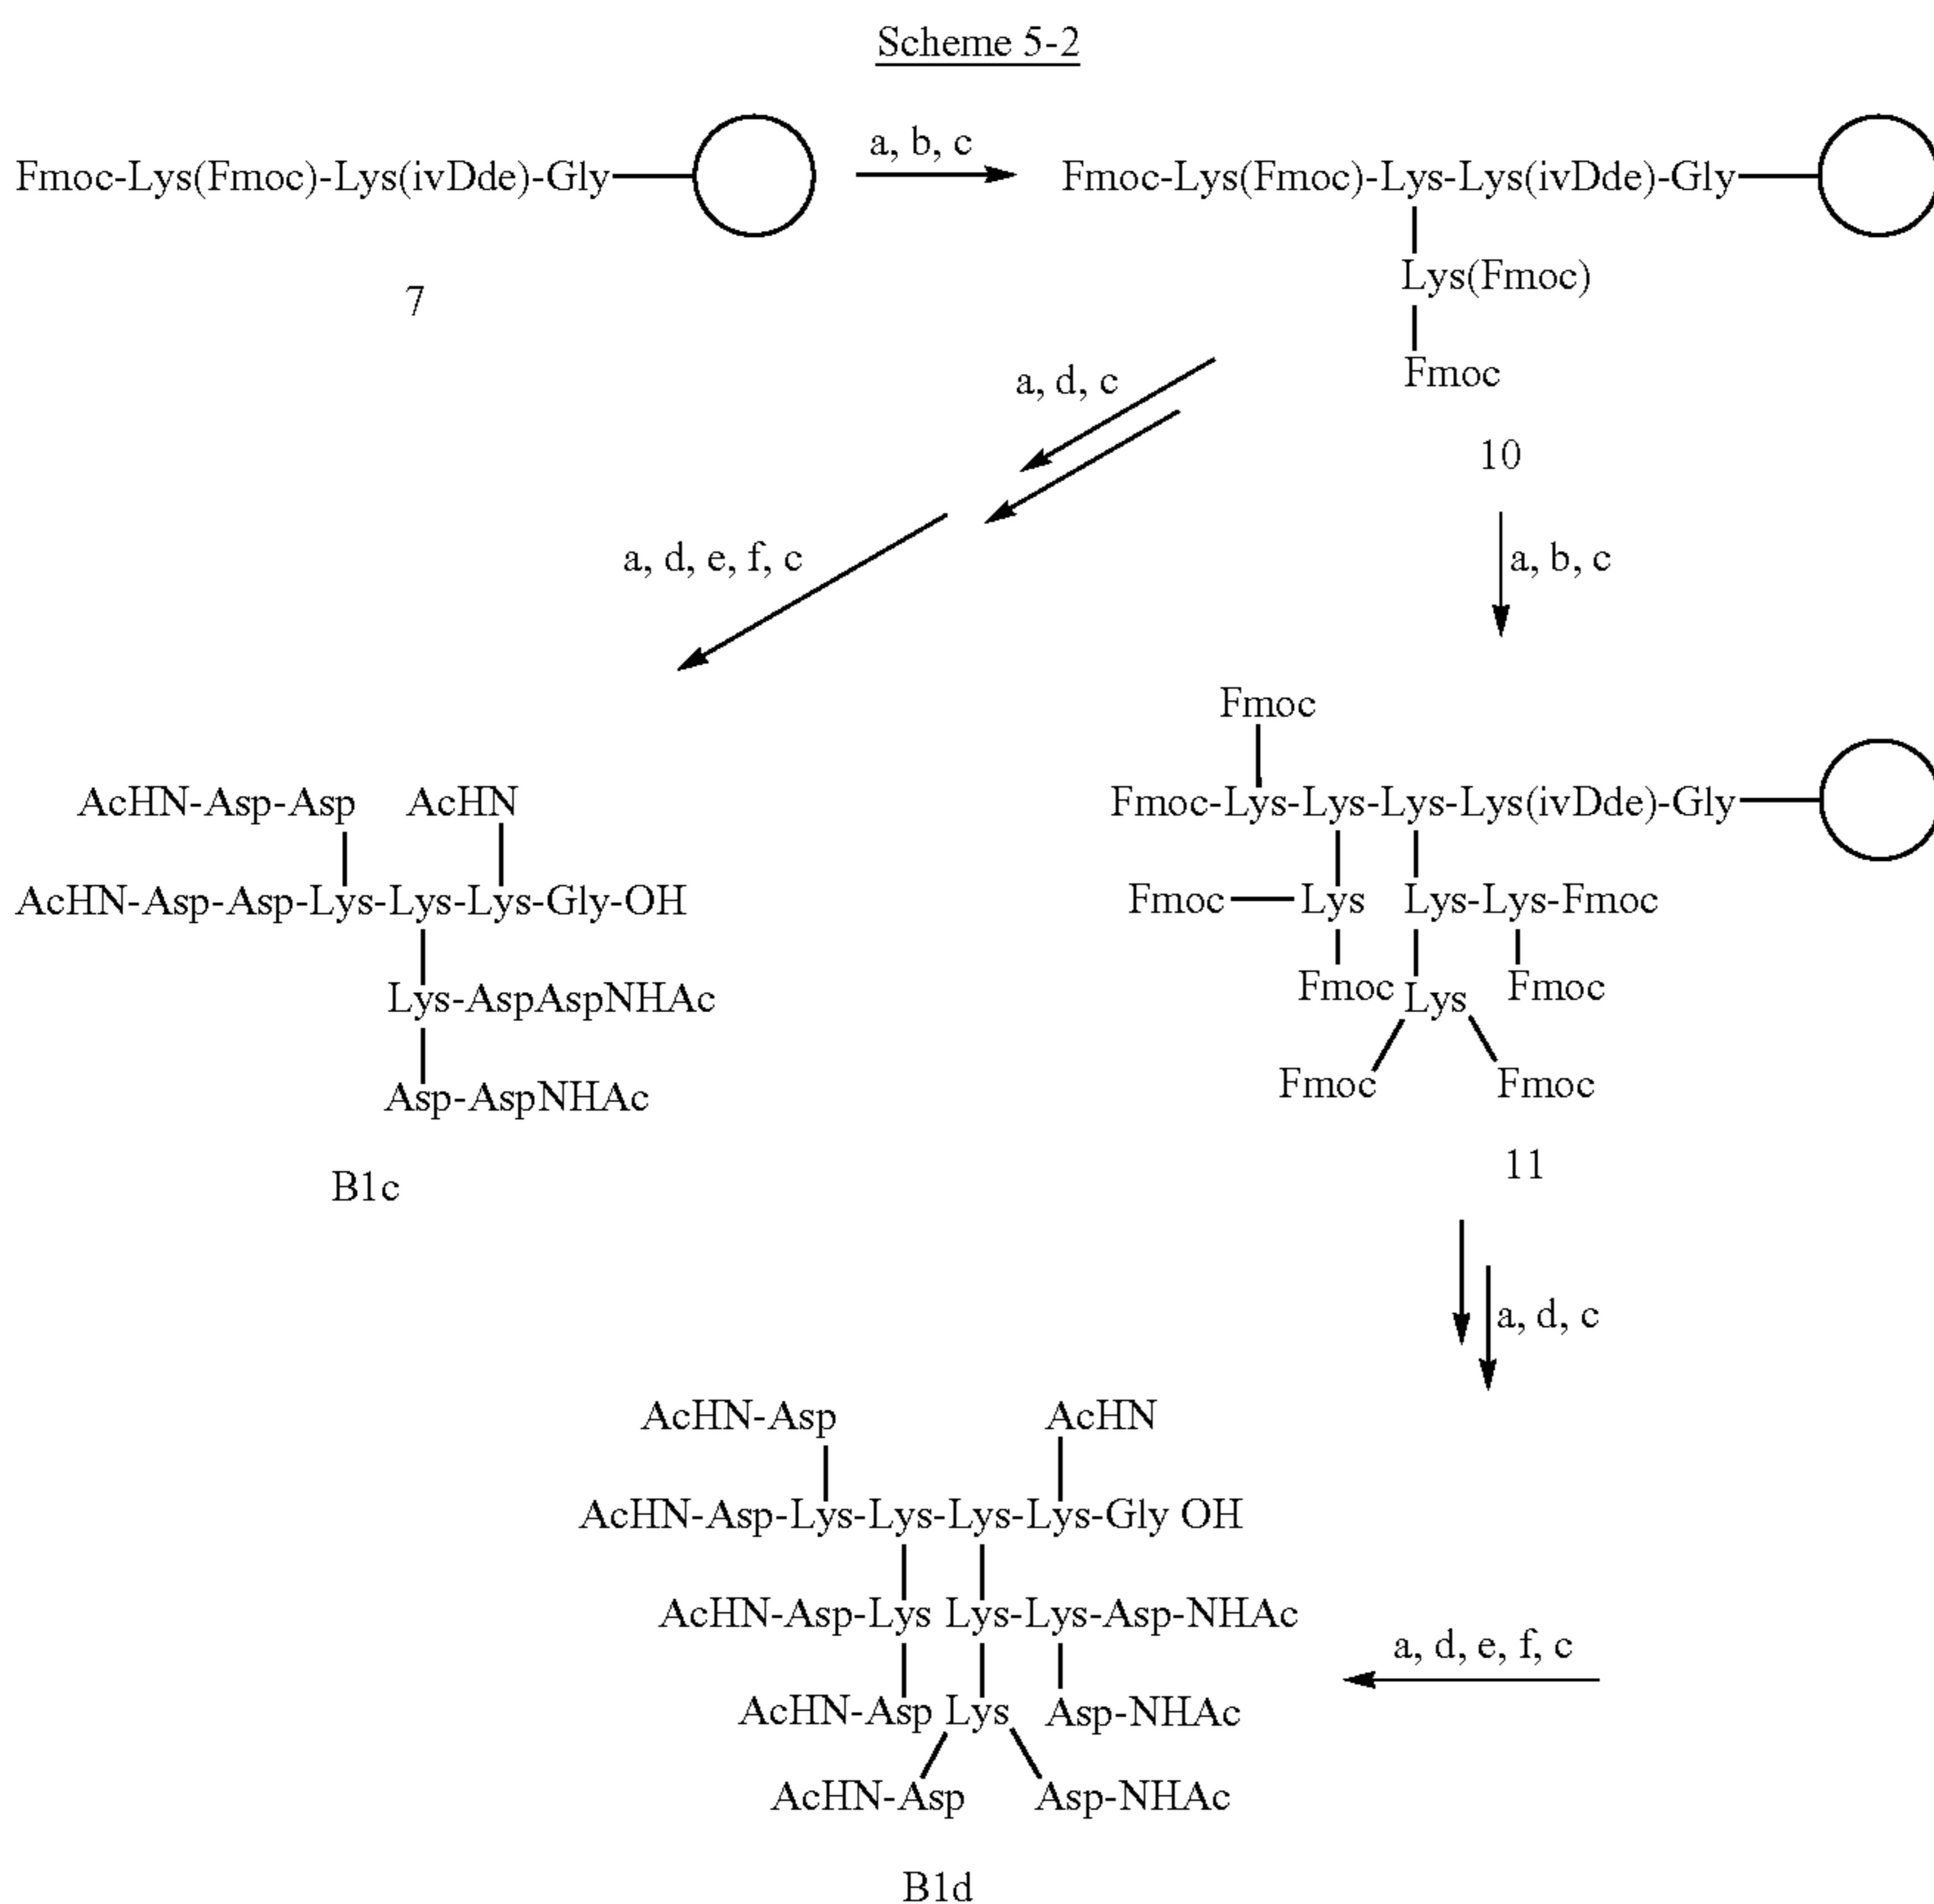 Scheme 5-2
Fmoc-Lys(Fmoc)-Lys(ivDde)-Gly
a, b, c
Fmoc-Lys(Fmoc)-Lys-Lys(ivDde)-Gly
Lys(Fmoc)
Fmoc
7
10
a, d, c
a, d, e, f, c
a, b, c
AcHN-Asp-Asp AcHN
AcHN-Asp-Asp-Lys-Lys-Lys-Gly-OH
Lys-AspAspNHAc
Asp-AspNHAc
B1c
Fmoc
Fmoc-Lys-Lys-Lys-Lys(ivDde)-Gly
Fmoc Lys Lys-Lys-Fmoc
Fmoc Lys Fmoc
Fmoc Fmoc
11
a, d, c
AcHN-Asp AcHN
AcHN-Asp-Lys-Lys-Lys-Lys-Gly OH
AcHN-Asp-Lys Lys-Lys-Asp-NHAc
AcHN-Asp Lys Asp-NHAc
AcHN-Asp Asp-NHAc
a, d, e, f, c
B1d